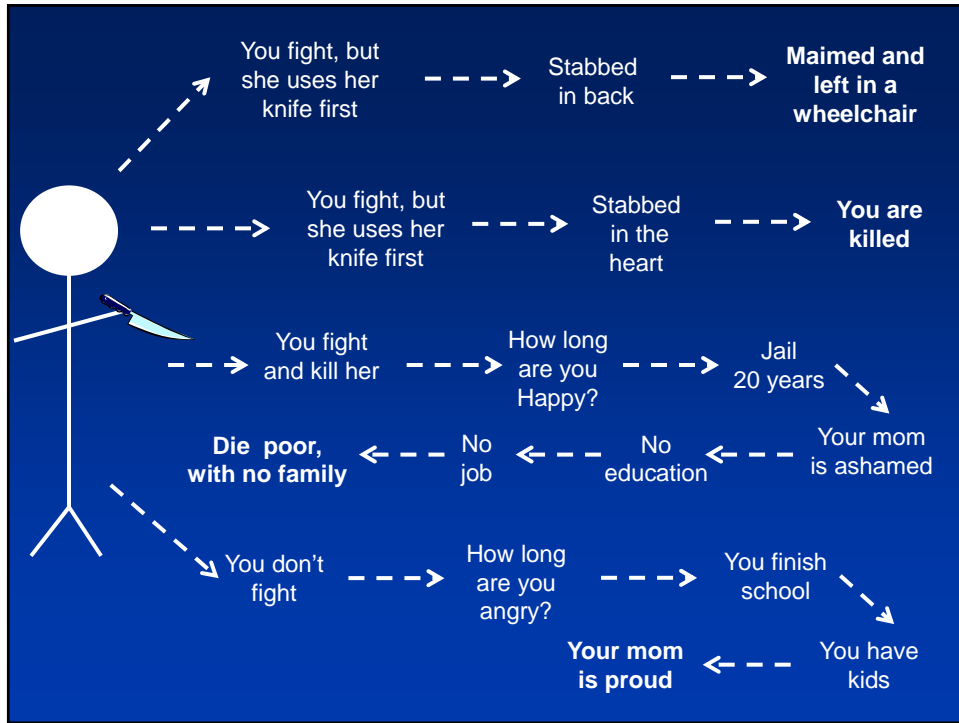 You fight, but
she uses her
knife first
Stabbed
in back
Maimed and
left in a
wheelchair
You fight, but
she uses her
knife first
Stabbed
in the
heart
You are
killed
You fight
and kill her
How long
are you
Happy?
Jail
20 years
Your mom
is ashamed
No
education
No
job
Die poor,
with no family
You don't
fight
How long
are you
angry?
You finish
school
You have
kids
Your mom
is proud